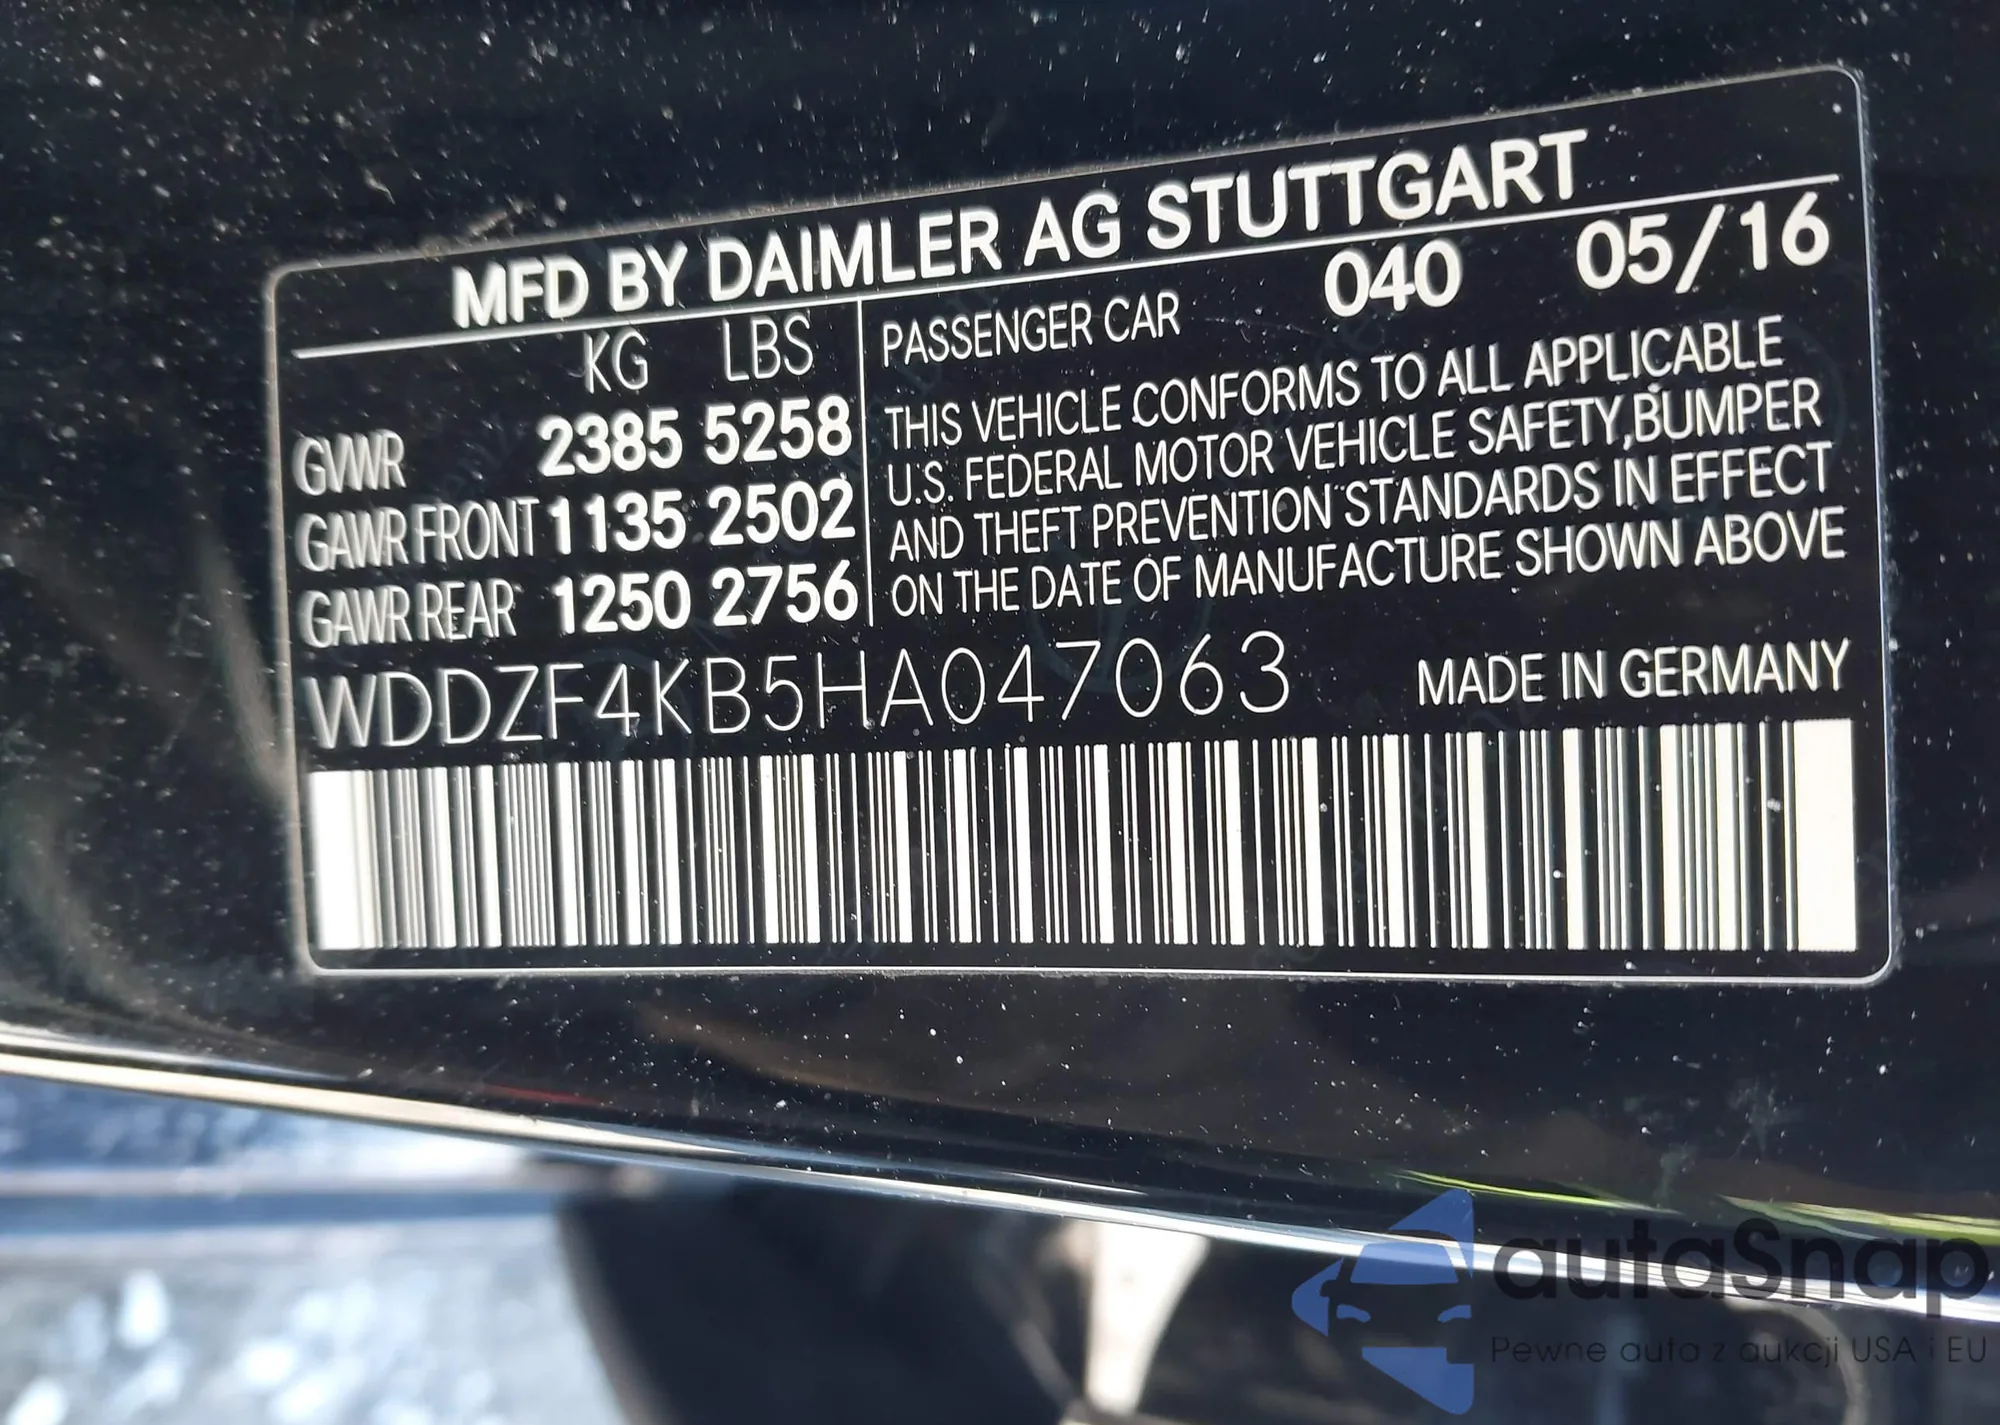 MFD BY DAIMLER AG STUTTGART
KG LBS
GVWR 2385 5258
GAWR FRONT 1135 2502
GAWR REAR 1250 2756
PASSENGER CAR 040 05/16
THIS VEHICLE CONFORMS TO ALL APPLICABLE
U.S. FEDERAL MOTOR VEHICLE SAFETY,BUMPER
AND THEFT PREVENTION STANDARDS IN EFFECT
ON THE DATE OF MANUFACTURE SHOWN ABOVE
WDDZF4KB5HA047063 MADE IN GERMANY
autaSnap
Pewne auta z aukcji USA i EU